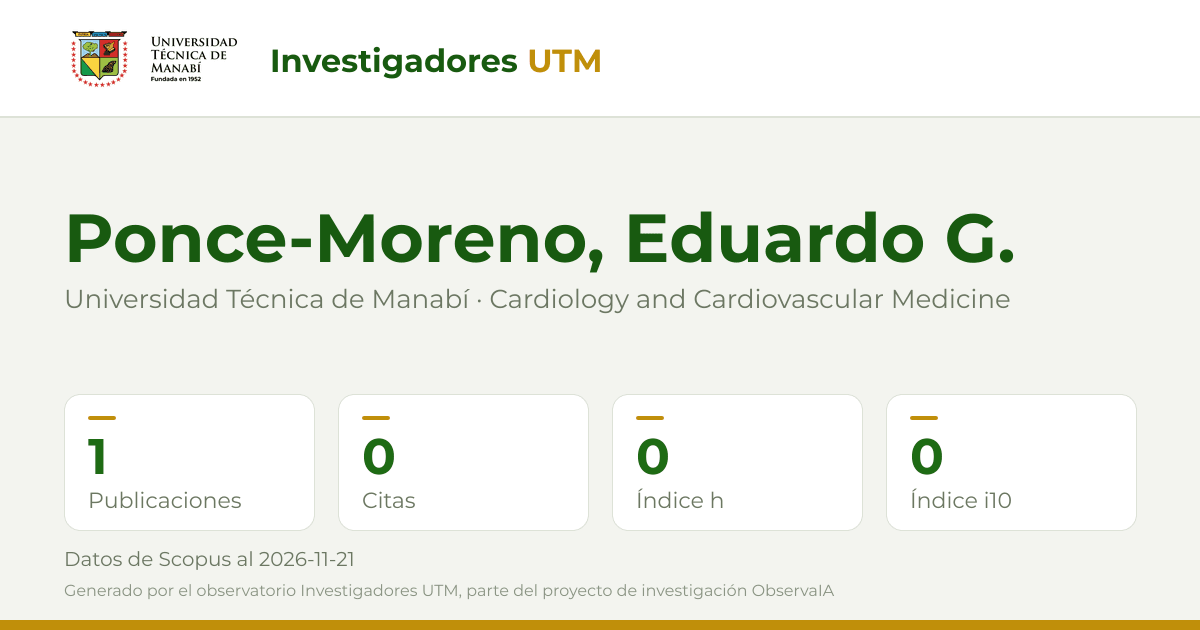 UNIVERSIDAD
TÉCNICA DE
MANABÍ
Fundada en 1952
Investigadores UTM
Ponce-Moreno, Eduardo G.
Universidad Técnica de Manabí · Cardiology and Cardiovascular Medicine
1
Publicaciones
0
Citas
0
Índice h
0
Índice i10
Datos de Scopus al 2026-11-21
Generado por el observatorio Investigadores UTM, parte del proyecto de investigación ObservaIA